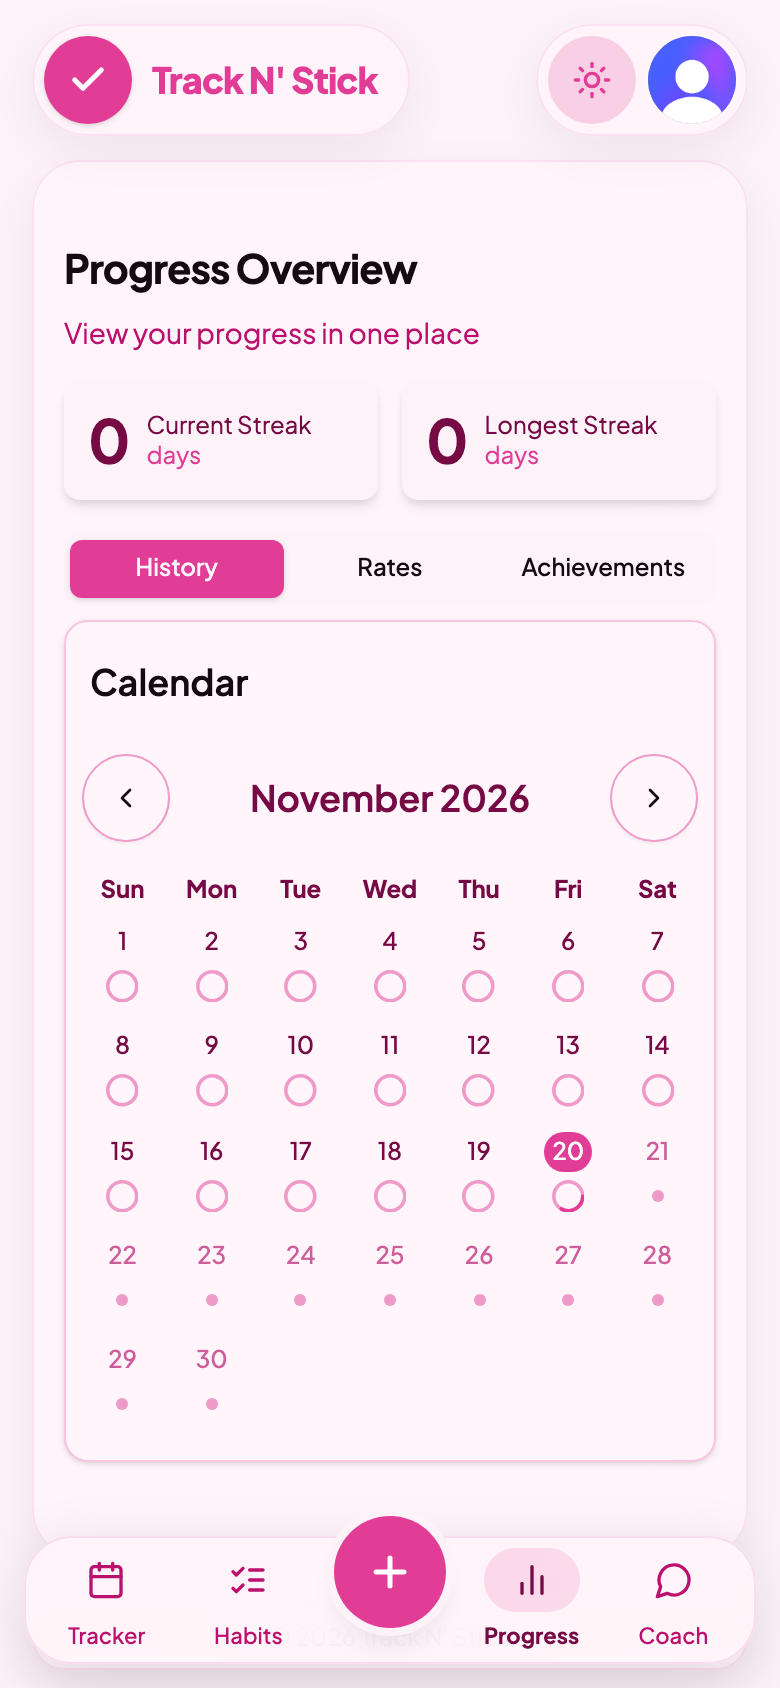 Track N' Stick
Progress Overview
View your progress in one place
0 Current Streak
days
0 Longest Streak
days
History Rates Achievements
Calendar
November 2026
Sun Mon Tue Wed Thu Fri Sat
1 2 3 4 5 6 7
8 9 10 11 12 13 14
15 16 17 18 19 20 21
22 23 24 25 26 27 28
29 30
2026 Track N' St
Tracker Habits Progress Coach